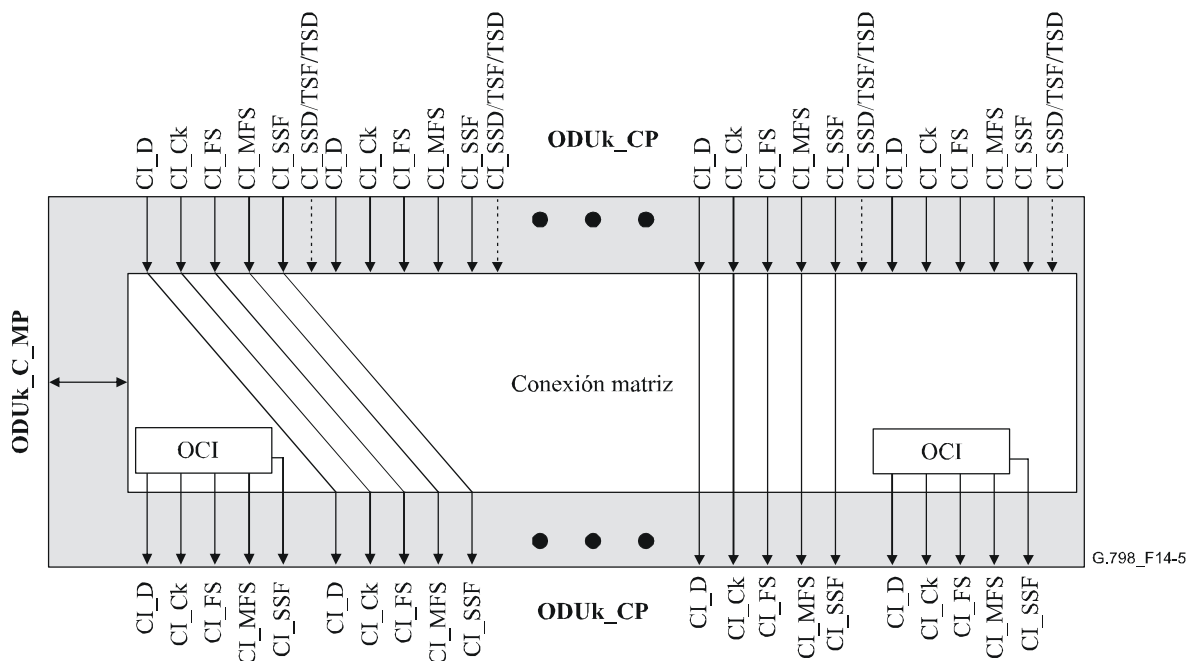 CI_D
CI_Ck
CI_FS
CI_MFS
CI_SSF
CI_SSD/TSF/TSD
CI_D
CI_Ck
CI_FS
CI_MFS
CI_SSF
CI_SSD/TSF/TSD
ODUk_CP
CI_D
CI_Ck
CI_FS
CI_MFS
CI_SSF
CI_SSD/TSF/TSD
CI_D
CI_Ck
CI_FS
CI_MFS
CI_SSF
CI_SSD/TSF/TSD
ODUk_C_MP
Conexión matriz
OCI
OCI
G.798_F14-5
CI_D
CI_Ck
CI_FS
CI_MFS
CI_SSF
CI_D
CI_Ck
CI_FS
CI_MFS
CI_SSF
ODUk_CP
CI_D
CI_Ck
CI_FS
CI_MFS
CI_SSF
CI_D
CI_Ck
CI_FS
CI_MFS
CI_SSF